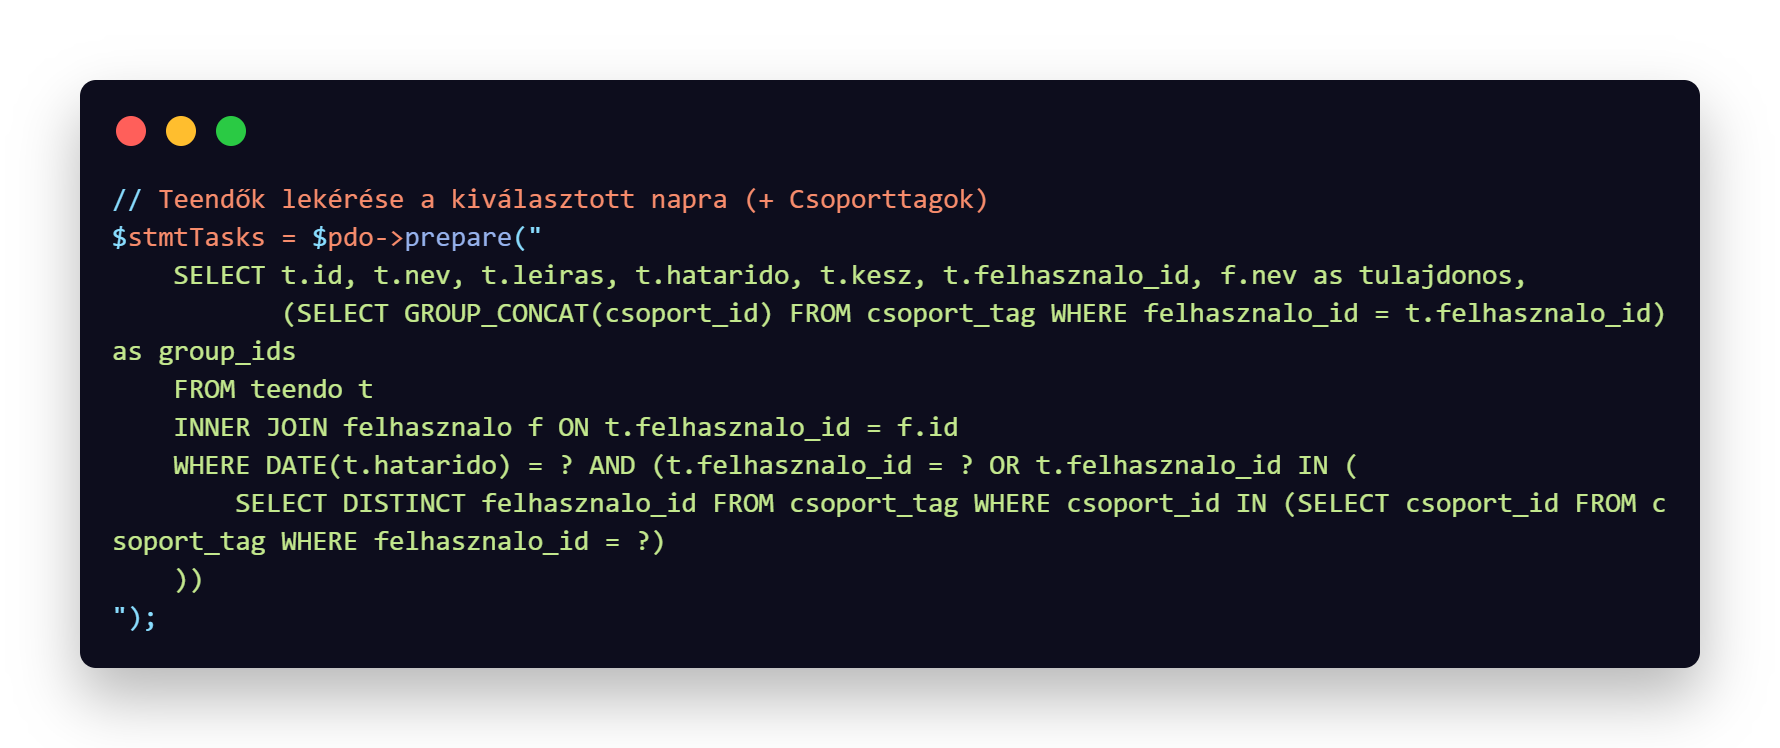 // Teendők lekérése a kiválasztott napra (+ Csoporttagok)
$stmtTasks = $pdo->prepare("
    SELECT t.id, t.nev, t.leiras, t.hatarido, t.kesz, t.felhasznalo_id, f.nev as tulajdonos,
           (SELECT GROUP_CONCAT(csoport_id) FROM csoport_tag WHERE felhasznalo_id = t.felhasznalo_id)
as group_ids
    FROM teendo t
    INNER JOIN felhasznalo f ON t.felhasznalo_id = f.id
    WHERE DATE(t.hatarido) = ? AND (t.felhasznalo_id = ? OR t.felhasznalo_id IN (
        SELECT DISTINCT felhasznalo_id FROM csoport_tag WHERE csoport_id IN (SELECT csoport_id FROM c
soport_tag WHERE felhasznalo_id = ?)
    ))
");